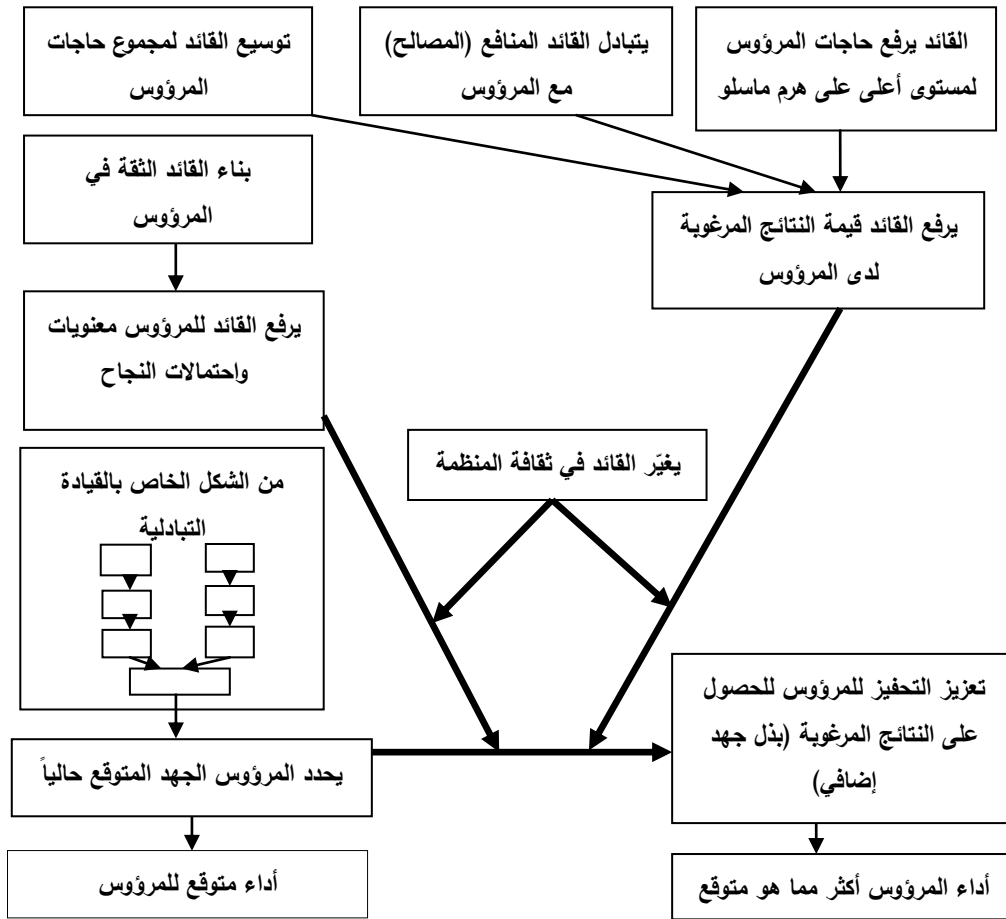 القائد يرفع حاجات المرؤوس
لمستوى أعلى على هرم ماسلو
يتبادل القائد المنافع (المصالح)
مع المرؤوس
توسيع القائد لمجموع حاجات
المرؤوس
بناء القائد الثقة في
المرؤوس
يرفع القائد قيمة النتائج المرغوبة
لدى المرؤوس
يرفع القائد للمرؤوس معنويات
واحتمالات النجاح
يغيّر القائد في ثقافة المنظمة
من الشكل الخاص بالقيادة
التبادلية
تعزيز التحفيز للمرؤوس للحصول
على النتائج المرغوبة (بذل جهد
إضافي)
يحدد المرؤوس الجهد المتوقع حالياً
أداء المرؤوس أكثر مما هو متوقع
أداء متوقع للمرؤوس